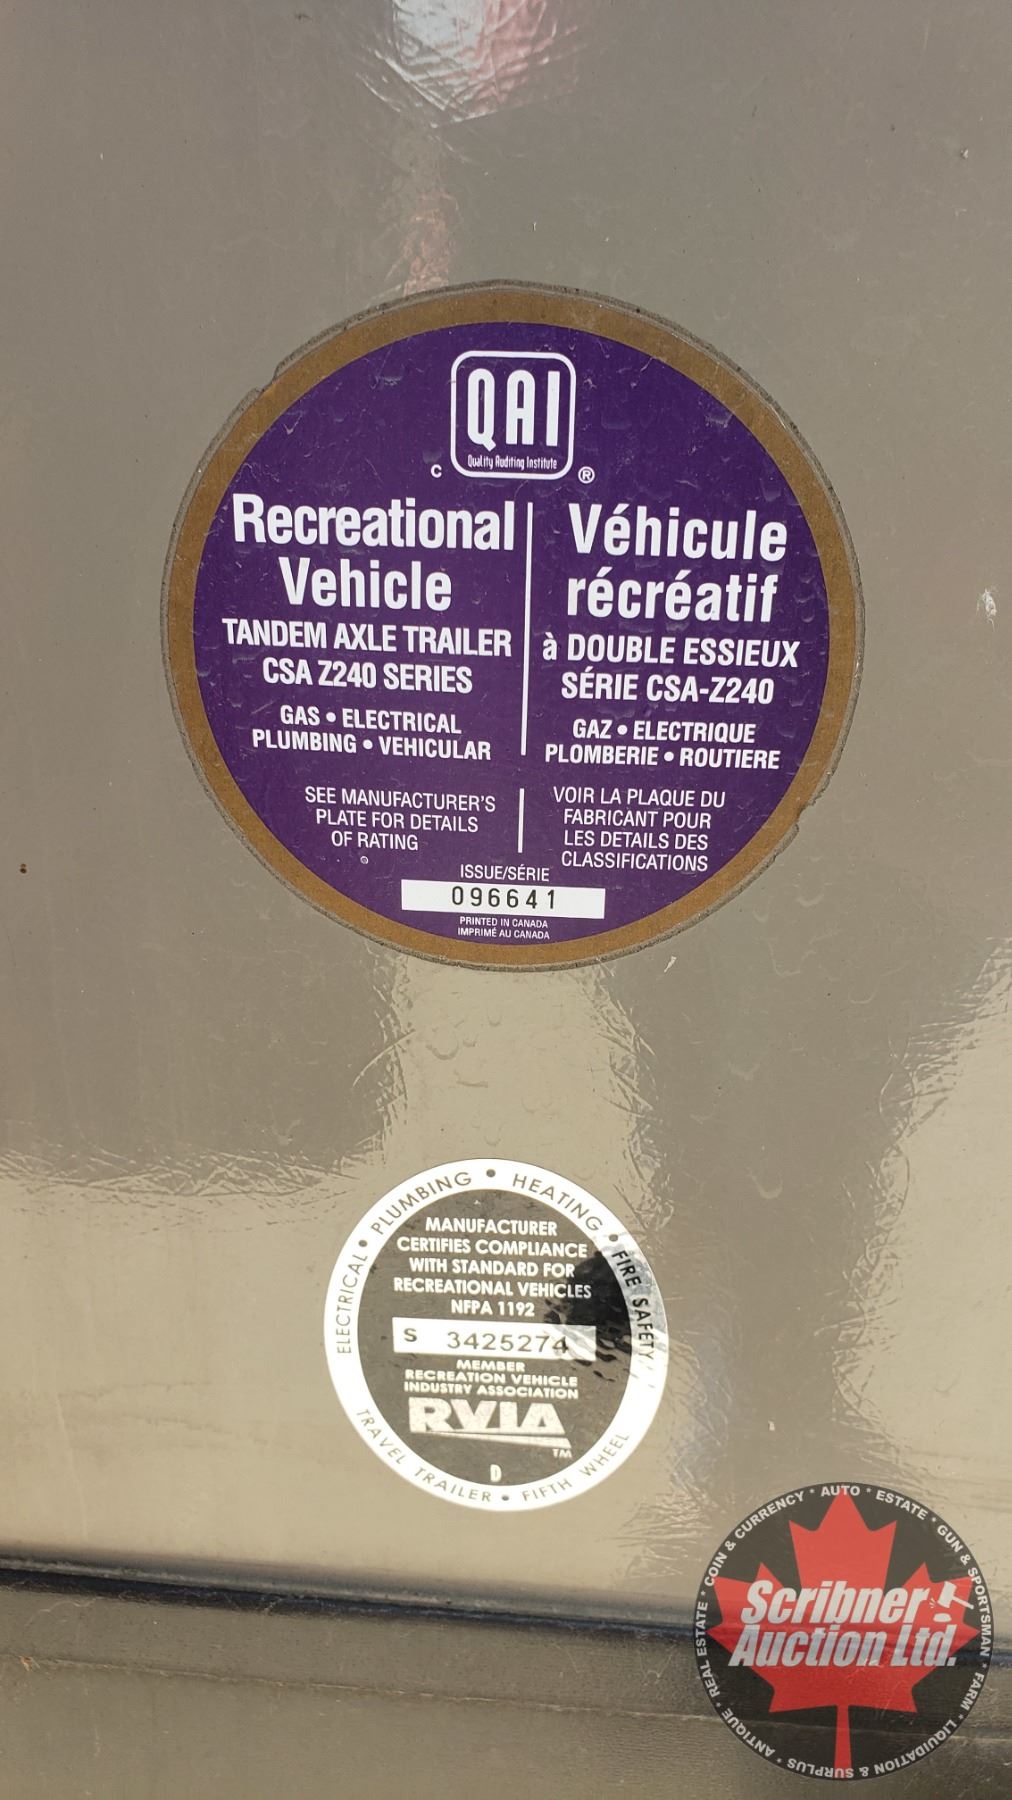 QAI
Quality Auditing Institute
C ®
Recreational
Vehicle
TANDEM AXLE TRAILER
CSA Z240 SERIES
GAS • ELECTRICAL
PLUMBING • VEHICULAR
SEE MANUFACTURER'S
PLATE FOR DETAILS
OF RATING
Véhicule
récréatif
à DOUBLE ESSIEUX
SÉRIE CSA-Z240
GAZ • ELECTRIQUE
PLOMBERIE • ROUTIERE
VOIR LA PLAQUE DU
FABRICANT POUR
LES DETAILS DES
CLASSIFICATIONS
ISSUE/SÉRIE
096641
PRINTED IN CANADA
IMPRIMÉ AU CANADA
ELECTRICAL • PLUMBING • HEATING • FIRE SAFETY
MANUFACTURER
CERTIFIES COMPLIANCE
WITH STANDARD FOR
RECREATIONAL VEHICLES
NFPA 1192
S 3425274
MEMBER
RECREATION VEHICLE
INDUSTRY ASSOCIATION
RVIA
TM
D
TRAVEL TRAILER • FIFTH WHEEL
Scribner
Auction Ltd.
ANTIQUE * REAL ESTATE * COIN & CURRENCY * AUTO * ESTATE * GUN & SPORTSMAN * FARM * LIQUIDATION & SURPLUS *